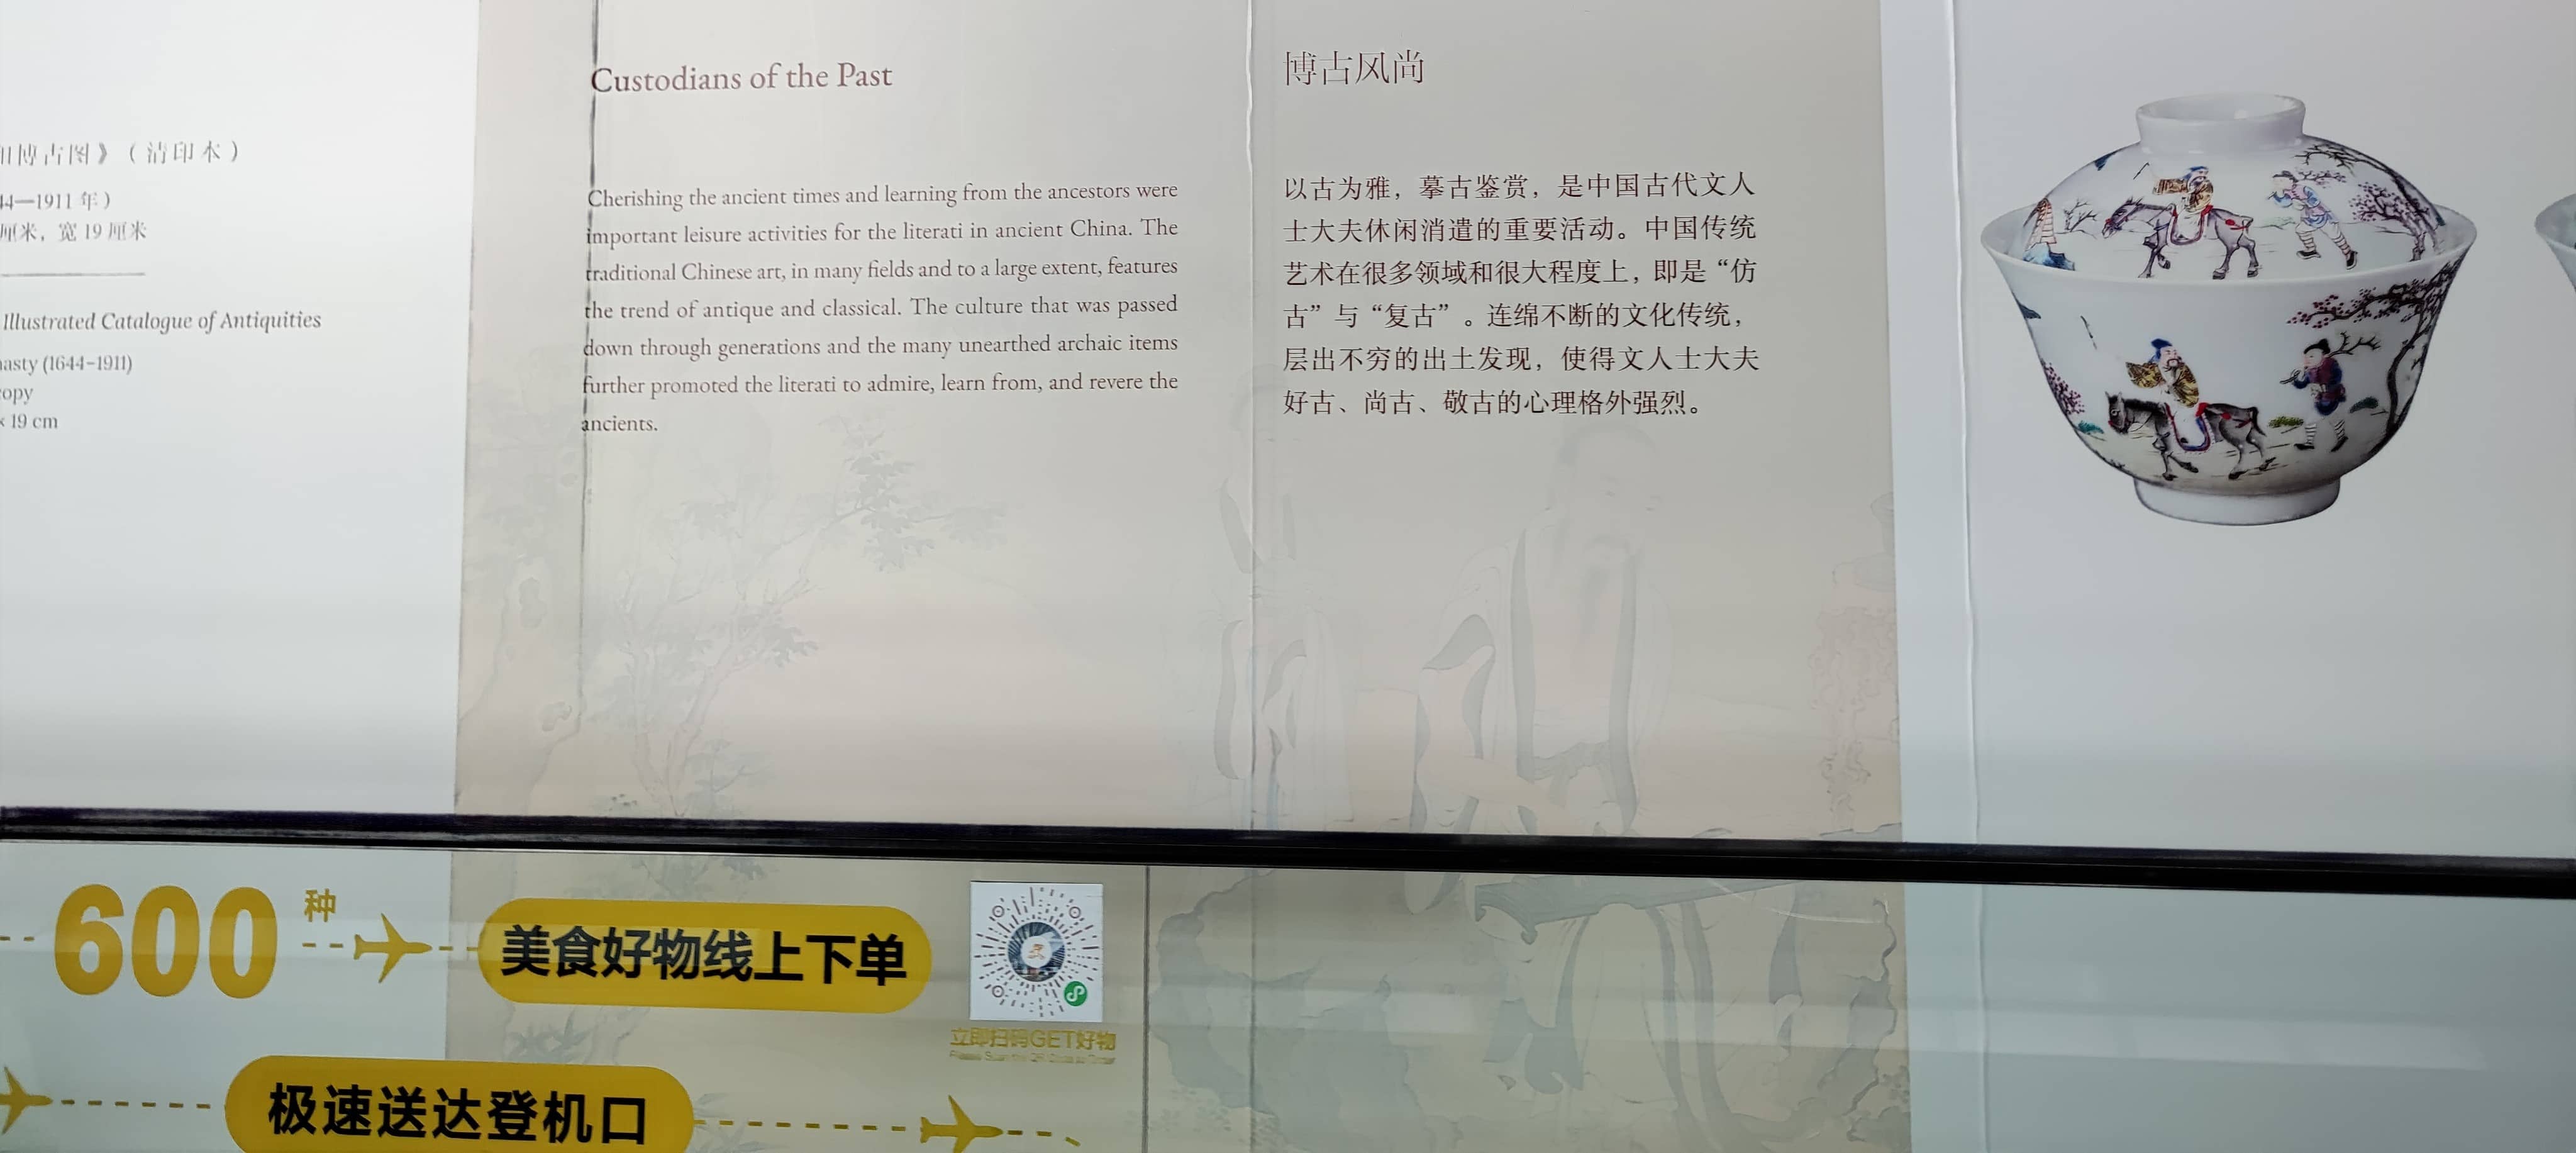 博古图》（清印本）
44—1911 年）
厘米，宽 19 厘米
Illustrated Catalogue of Antiquities
nasty (1644–1911)
opy
× 19 cm
Custodians of the Past
Cherishing the ancient times and learning from the ancestors were
important leisure activities for the literati in ancient China. The
traditional Chinese art, in many fields and to a large extent, features
the trend of antique and classical. The culture that was passed
down through generations and the many unearthed archaic items
further promoted the literati to admire, learn from, and revere the
ancients.
博古风尚
以古为雅，摹古鉴赏，是中国古代文人
士大夫休闲消遣的重要活动。中国传统
艺术在很多领域和很大程度上，即是“仿
古”与“复古”。连绵不断的文化传统，
层出不穷的出土发现，使得文人士大夫
好古、尚古、敬古的心理格外强烈。
600 种
美食好物线上下单
立即扫码GET好物
Please Scan the QR Code to Order
极速送达登机口